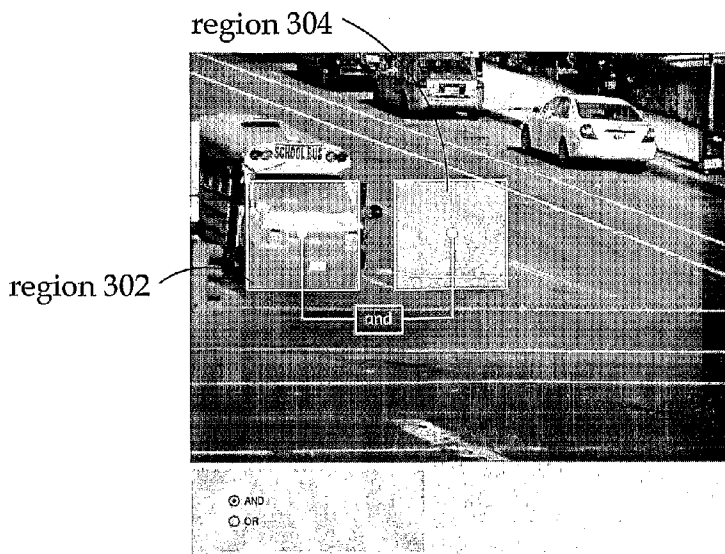 region 304
SCHOOL BUS
region 302
and
AND
OR